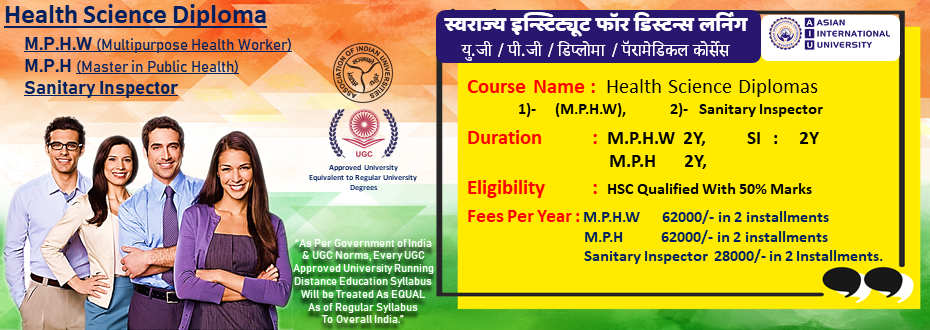 Health Science Diploma
M.P.H.W (Multipurpose Health Worker)
M.P.H (Master in Public Health)
Sanitary Inspector
ASSOCIATION OF INDIAN UNIVERSITIES
UGC
Approved University
Equivalent to Regular University
Degrees
"As Per Government of India
& UGC Norms, Every UGC
Approved University Running
Distance Education Syllabus
Will be Treated As EQUAL
As of Regular Syllabus
To Overall India."
स्वराज्य इन्स्टिट्यूट फॉर डिस्टन्स लर्निंग
यु.जी / पी.जी / डिप्लोमा / पॅरामेडिकल कोर्सेस
ASIAN
INTERNATIONAL
UNIVERSITY
A I U
Course Name : Health Science Diplomas
1)- (M.P.H.W), 2)- Sanitary Inspector
Duration : M.P.H.W 2Y, SI : 2Y
M.P.H 2Y,
Eligibility : HSC Qualified With 50% Marks
Fees Per Year : M.P.H.W 62000/- in 2 installments
M.P.H 62000/- in 2 installments
Sanitary Inspector 28000/- in 2 Installments.